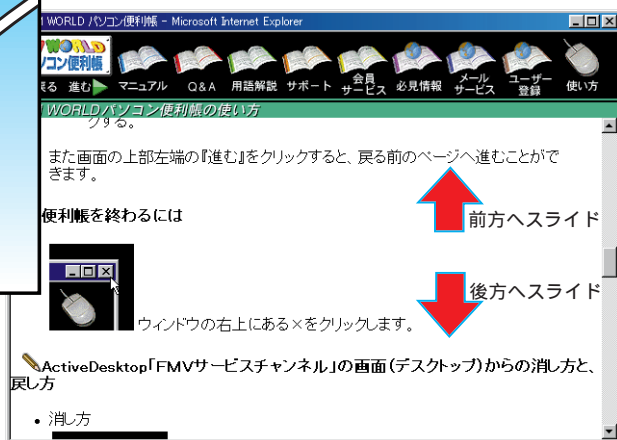 WORLD パソコン便利帳 - Microsoft Internet Explorer
WORLD
ソコン便利帳
戻る 進む マニュアル Q&A 用語解説 サポート 会員サービス 必見情報 メールサービス ユーザー登録 使い方
WORLDパソコン便利帳の使い方
クする。
また画面の上部左端の『進む』をクリックすると、戻る前のページへ進むことがで
きます。
前方へスライド
便利帳を終わるには
後方へスライド
ウィンドウの右上にある×をクリックします。
ActiveDesktop「FMVサービスチャンネル」の画面(デスクトップ)からの消し方と、
戻し方
• 消し方